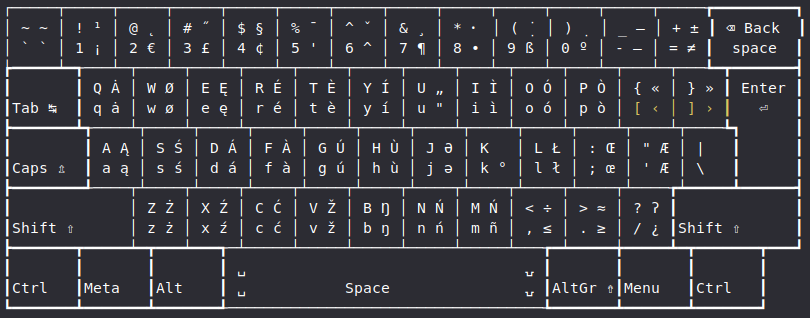 ~ ~ ! ¹ @ ˛ # ˝ $ § % ¯ ^ ˇ & ¸ * · ( ̣ ) . _ – + ± ⌫ Back
` ` 1 ¡ 2 € 3 £ 4 ¢ 5 ' 6 ^ 7 ¶ 8 • 9 ß 0 º - — = ≠ space
Q Ȧ W Ø E Ę R É T È Y Í U „ I Ì O Ó P Ò { « } » Enter
Tab ↹ q ȧ w ø e ę r é t è y í u " i ì o ó p ò [ ‹ ] › ⏎
A Ą S Ś D Á F À G Ú H Ù J Ə K L Ł : Œ " Æ |
Caps ⇫ a ą s ś d á f à g ú h ù j ə k ° l ł ; œ ' Æ \
Z Ż X Ź C Ć V Ž B Ŋ N Ń M Ń < ÷ > ≈ ? ʔ
Shift ⇧ z ż x ź c ć v ž b ŋ n ń m ñ , ≤ . ≥ / ¿ Shift ⇧
Ctrl Meta Alt ␣ Space AltGr ⇧ Menu Ctrl